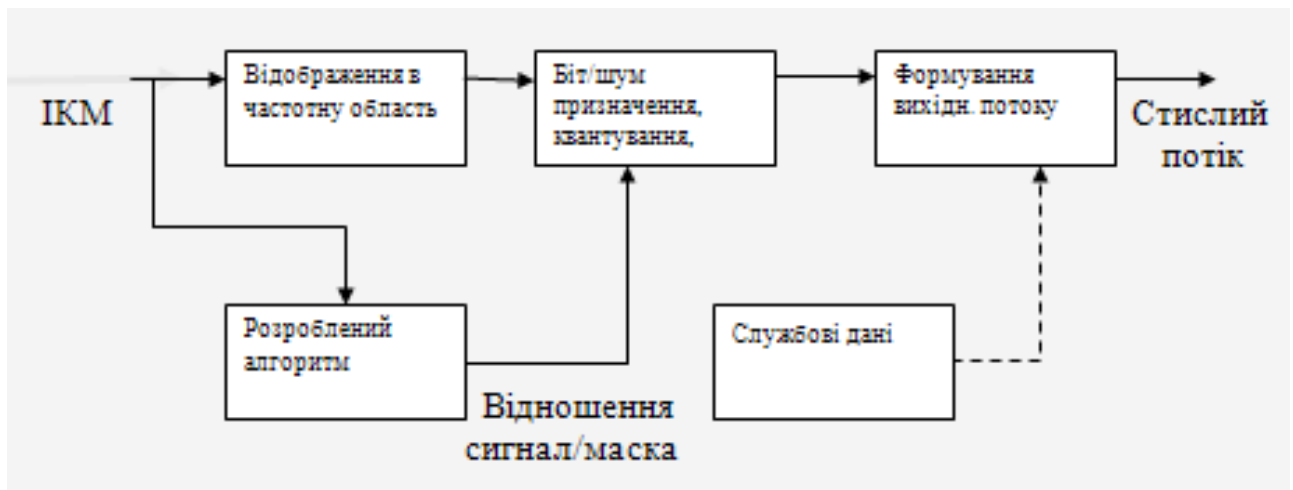 ІКМ
Відображення в
частотну область
Біт/шум
призначення,
квантування,
Формування
вихідн. потоку
Стислий
потік
Розроблений
алгоритм
Відношення
сигнал/маска
Службові дані